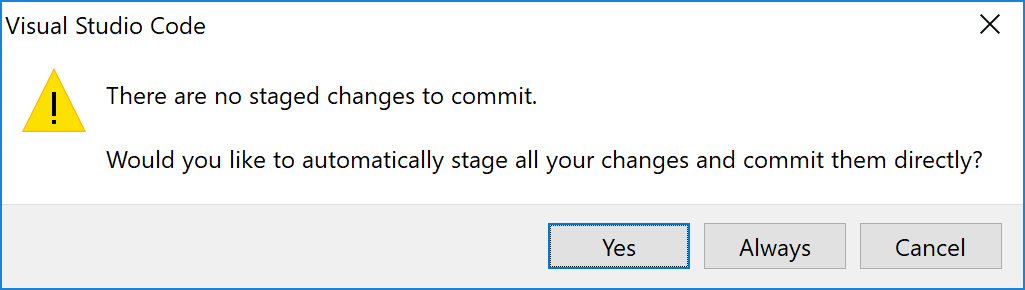 Visual Studio Code
There are no staged changes to commit.
Would you like to automatically stage all your changes and commit them directly?
Yes
Always
Cancel